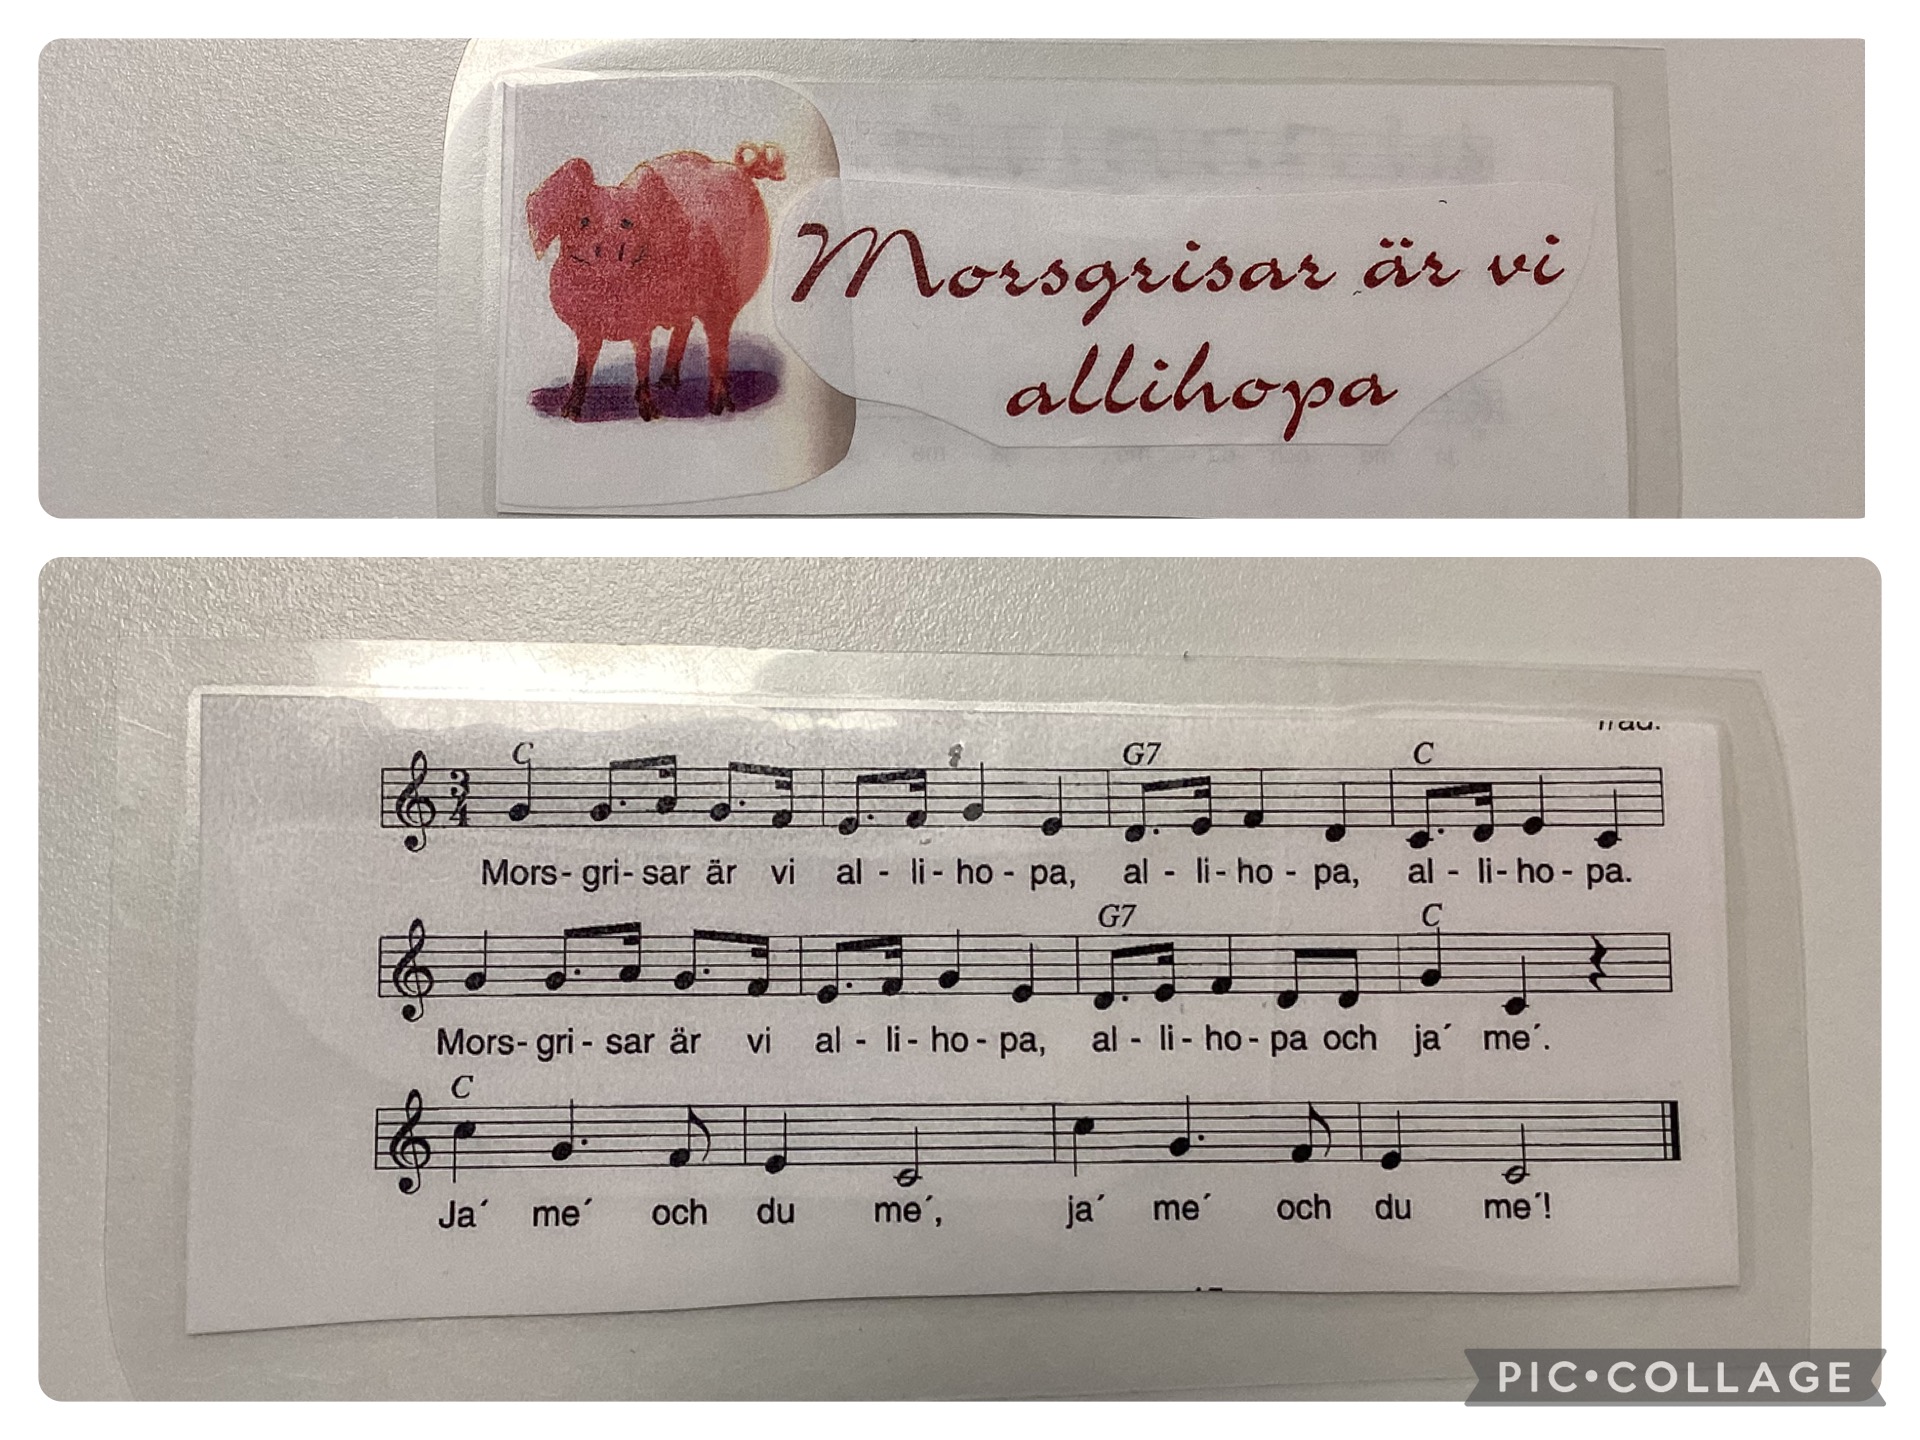 Morsgrisar är vi
allihopa
C G7 C
3
4
Mors- gri- sar är vi al - li - ho - pa, al - li - ho - pa, al - li- ho - pa.
G7 C
Mors- gri - sar är vi al - li - ho - pa, al - li - ho - pa och ja´ me´.
C
Ja´ me´ och du me´, ja´ me´ och du me´!
PIC•COLLAGE